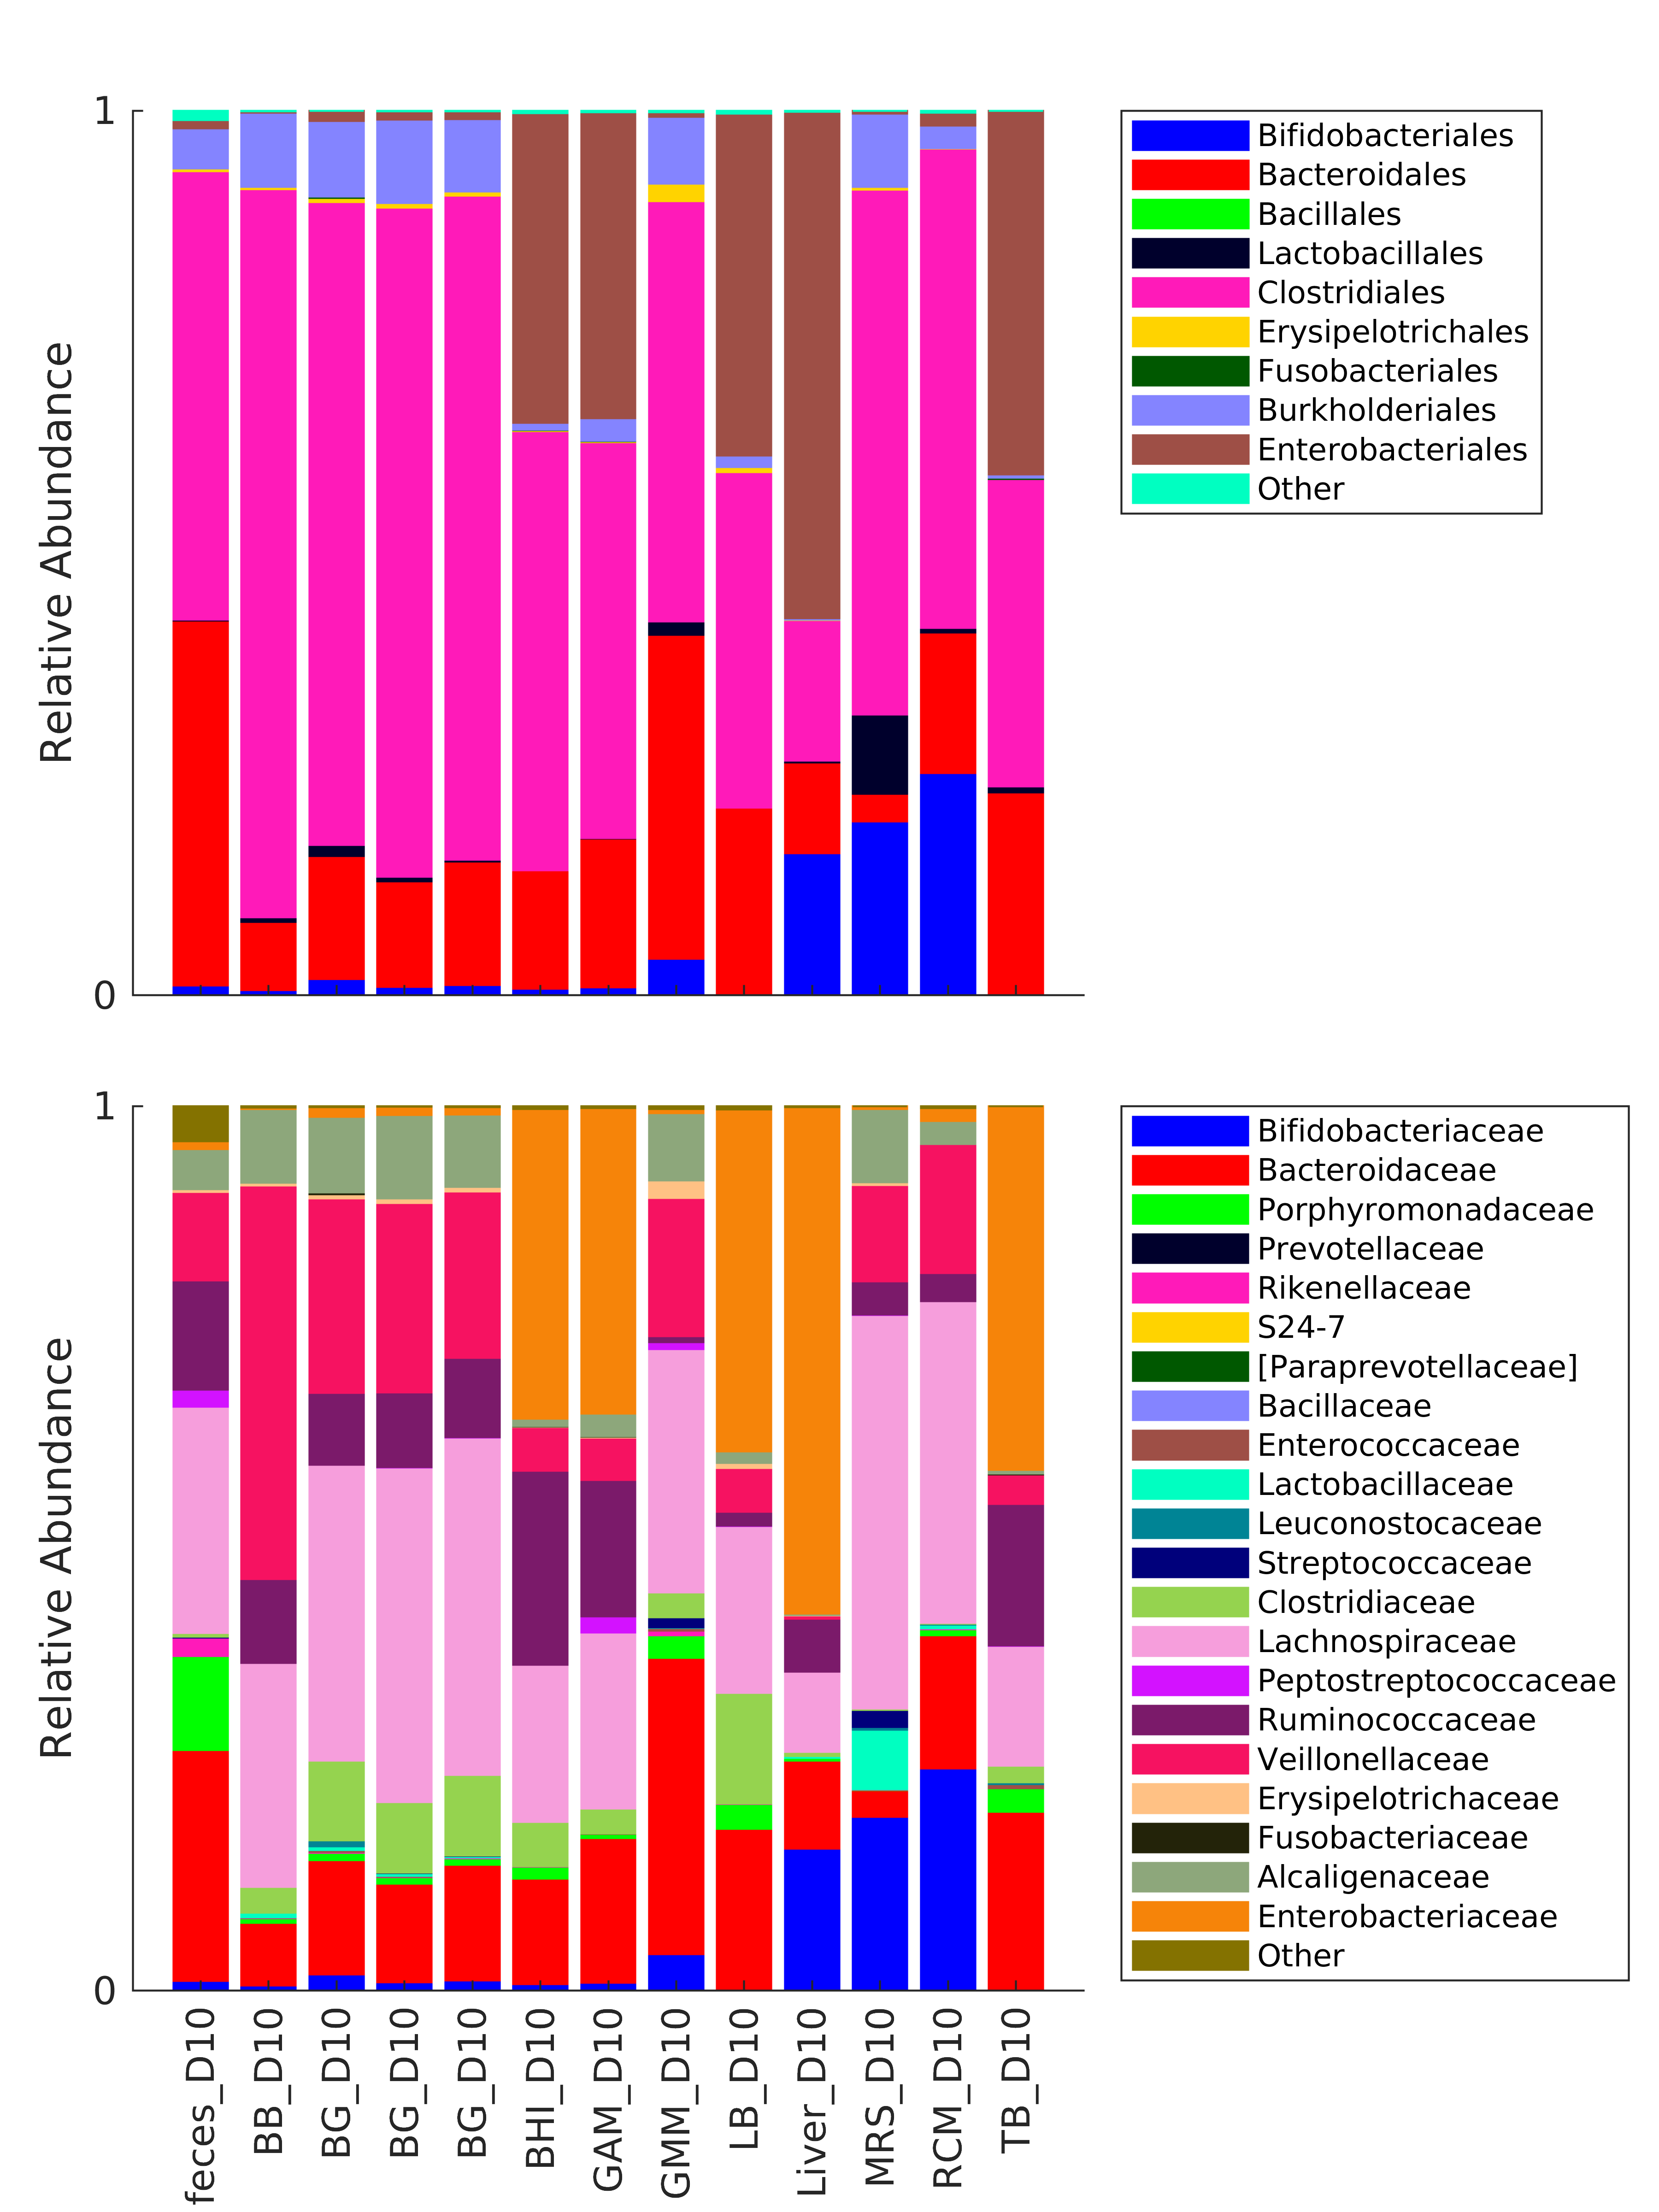 1
Relative Abundance
0
Bifidobacteriales
Bacteroidales
Bacillales
Lactobacillales
Clostridiales
Erysipelotrichales
Fusobacteriales
Burkholderiales
Enterobacteriales
Other
1
Relative Abundance
0
Bifidobacteriaceae
Bacteroidaceae
Porphyromonadaceae
Prevotellaceae
Rikenellaceae
S24-7
[Paraprevotellaceae]
Bacillaceae
Enterococcaceae
Lactobacillaceae
Leuconostocaceae
Streptococcaceae
Clostridiaceae
Lachnospiraceae
Peptostreptococcaceae
Ruminococcaceae
Veillonellaceae
Erysipelotrichaceae
Fusobacteriaceae
Alcaligenaceae
Enterobacteriaceae
Other
feces_D10
BB_D10
BG_D10
BG_D10
BG_D10
BHI_D10
GAM_D10
GMM_D10
LB_D10
Liver_D10
MRS_D10
RCM_D10
TB_D10